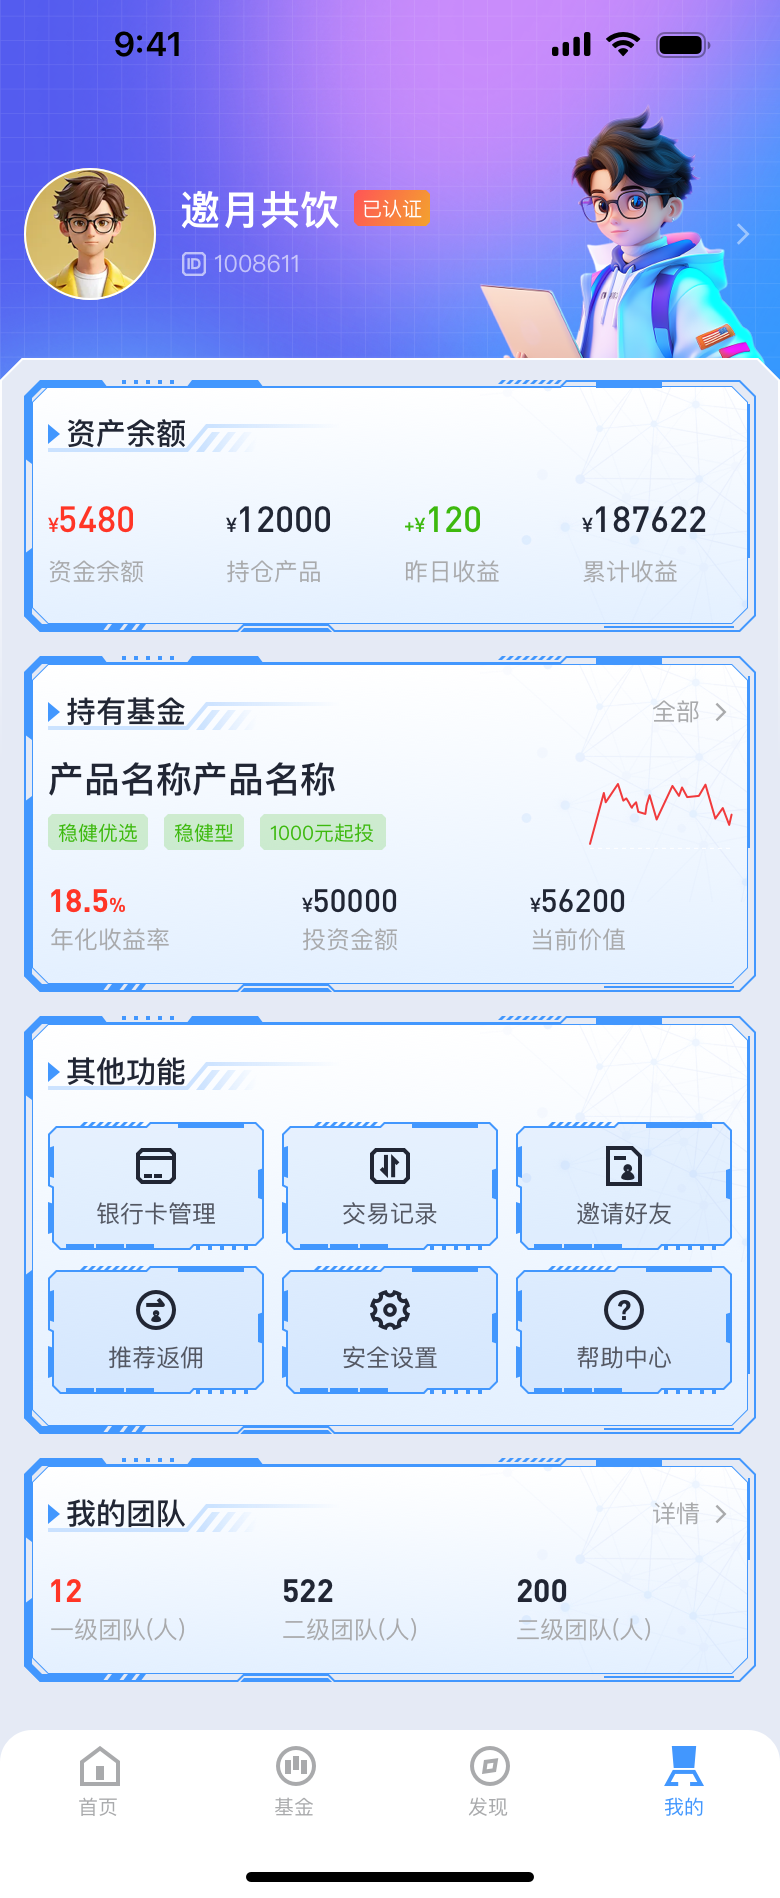 9:41
邀月共饮 已认证
ID 1008611
资产余额
¥5480 ¥12000 +¥120 ¥187622
资金余额 持仓产品 昨日收益 累计收益
持有基金 全部
产品名称产品名称
稳健优选 稳健型 1000元起投
18.5% ¥50000 ¥56200
年化收益率 投资金额 当前价值
其他功能
银行卡管理 交易记录 邀请好友
推荐返佣 安全设置 帮助中心
我的团队 详情
12 522 200
一级团队(人) 二级团队(人) 三级团队(人)
首页 基金 发现 我的